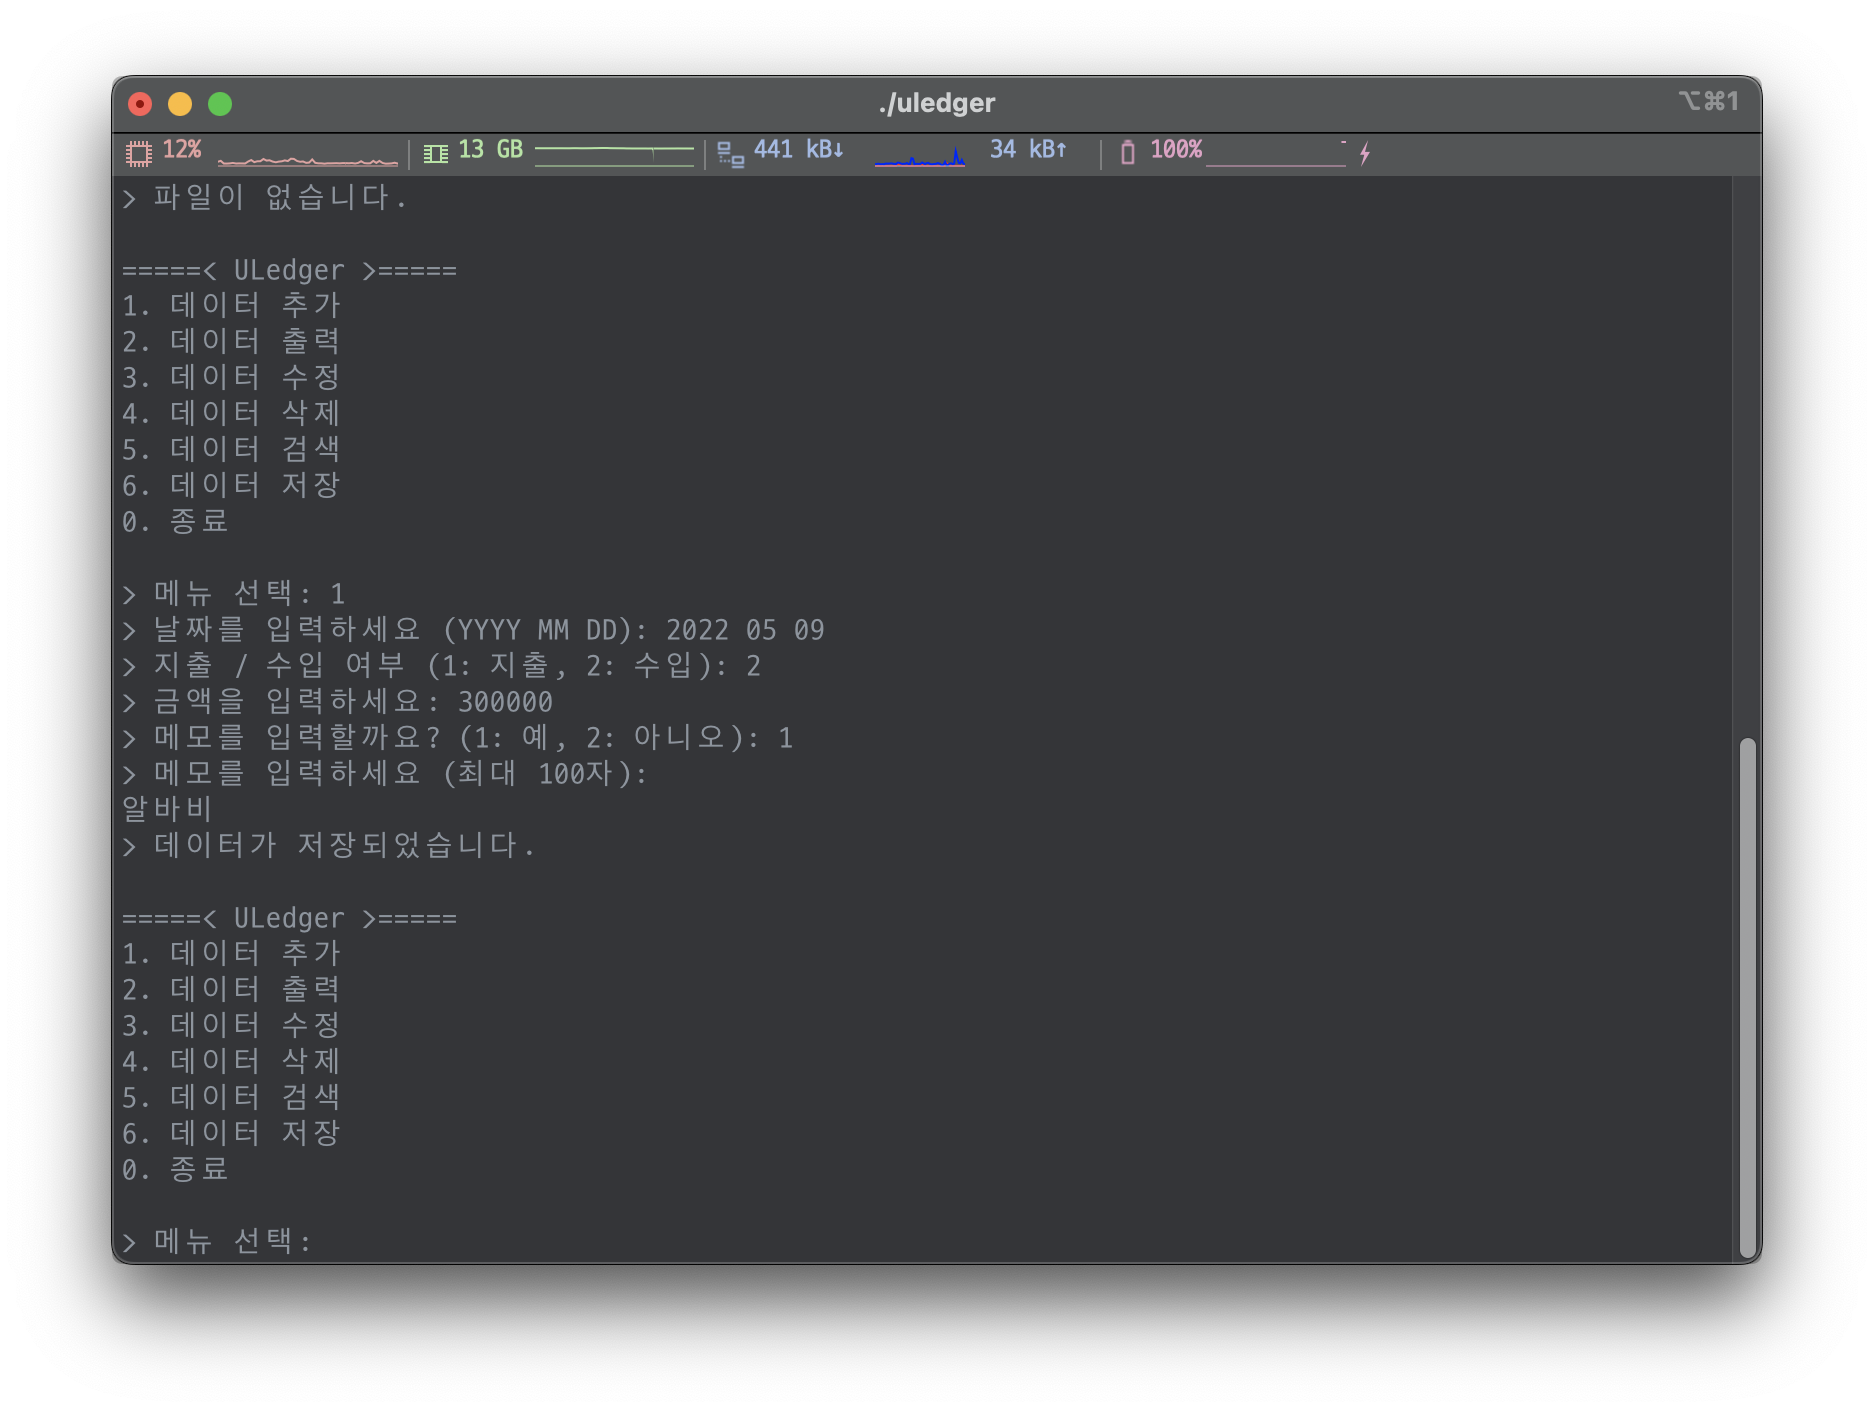 ./uledger
⌥⌘1
12% 13 GB 441 kB↓ 34 kB↑ 100%
> 파일이 없습니다.
=====< ULedger >=====
1. 데이터 추가
2. 데이터 출력
3. 데이터 수정
4. 데이터 삭제
5. 데이터 검색
6. 데이터 저장
0. 종료
> 메뉴 선택: 1
> 날짜를 입력하세요 (YYYY MM DD): 2022 05 09
> 지출 / 수입 여부 (1: 지출, 2: 수입): 2
> 금액을 입력하세요: 300000
> 메모를 입력할까요? (1: 예, 2: 아니오): 1
> 메모를 입력하세요 (최대 100자):
알바비
> 데이터가 저장되었습니다.
=====< ULedger >=====
1. 데이터 추가
2. 데이터 출력
3. 데이터 수정
4. 데이터 삭제
5. 데이터 검색
6. 데이터 저장
0. 종료
> 메뉴 선택: